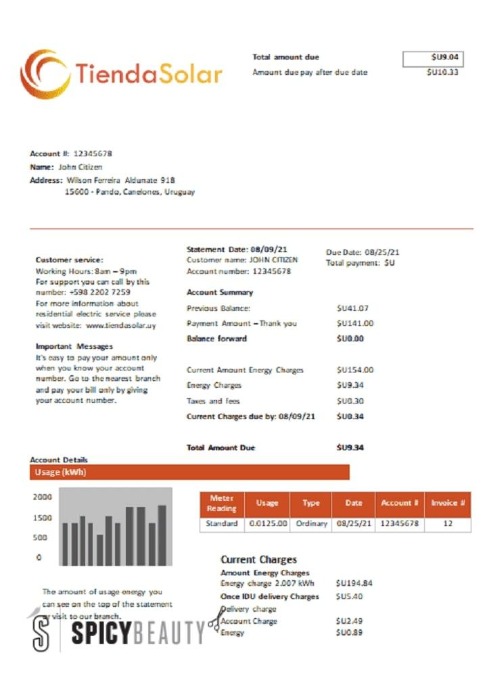 TiendaSolar
Total amount due $U9.04
Amount due pay after due date $U10.33
Account #: 12345678
Name: John Citizen
Address: Wilson Ferreira Aldunate 918
15600 - Pando, Canelones, Uruguay
Customer service:
Working Hours: 8am – 9pm
For support you can call by this
number: +598 2202 7259
For more information about
residential electric service please
visit website: www.tiendasolar.uy
Important Messages
It's easy to pay your amount only
when you know your account
number. Go to the nearest branch
and pay your bill only by giving
your account number.
Statement Date: 08/09/21
Customer name: JOHN CITIZEN
Account number: 12345678
Due Date: 08/25/21
Total payment: $U
Account Summary
Previous Balance: $U41.07
Payment Amount – Thank you $U141.00
Balance forward $U0.00
Current Amount Energy Charges $U154.00
Energy Charges $U9.34
Taxes and fees $U0.30
Current Charges due by: 08/09/21 $U0.34
Total Amount Due $U9.34
Account Details
Usage (kWh)
2000
1500
500
0
The amount of usage energy you
can see on the top of the statement
or visit to our branch.
Meter Reading Usage Type Date Account # Invoice #
Standard 0.0125.00 Ordinary 08/25/21 12345678 12
Current Charges
Amount Energy Charges
Energy charge 2.007 kWh $U194.84
Once IDU delivery Charges $U5.40
Delivery charge
Account Charge $U2.49
Energy $U0.89
S SPICYBEAUTY